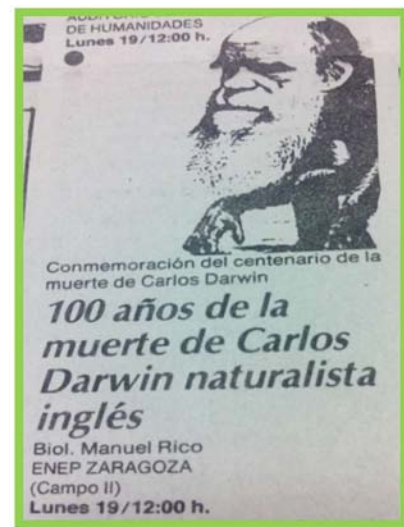 AUDITORIO
DE HUMANIDADES
Lunes 19/12:00 h.
Conmemoración del centenario de la
muerte de Carlos Darwin
100 años de la
muerte de Carlos
Darwin naturalista
inglés
Biol. Manuel Rico
ENEP ZARAGOZA
(Campo II)
Lunes 19/12:00 h.